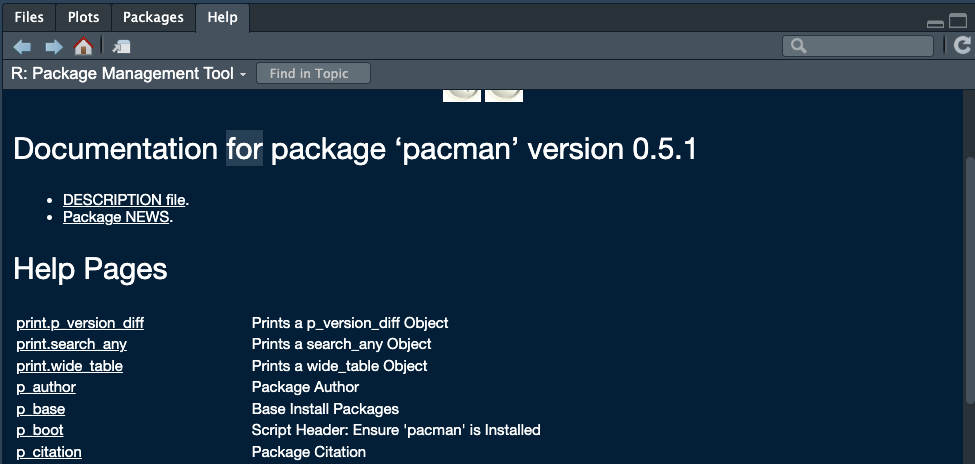 Files Plots Packages Help
R: Package Management Tool Find in Topic
Documentation for package ‘pacman’ version 0.5.1
• DESCRIPTION file.
• Package NEWS.
Help Pages
print.p_version_diff Prints a p_version_diff Object
print.search_any Prints a search_any Object
print.wide_table Prints a wide_table Object
p_author Package Author
p_base Base Install Packages
p_boot Script Header: Ensure 'pacman' is Installed
p_citation Package Citation